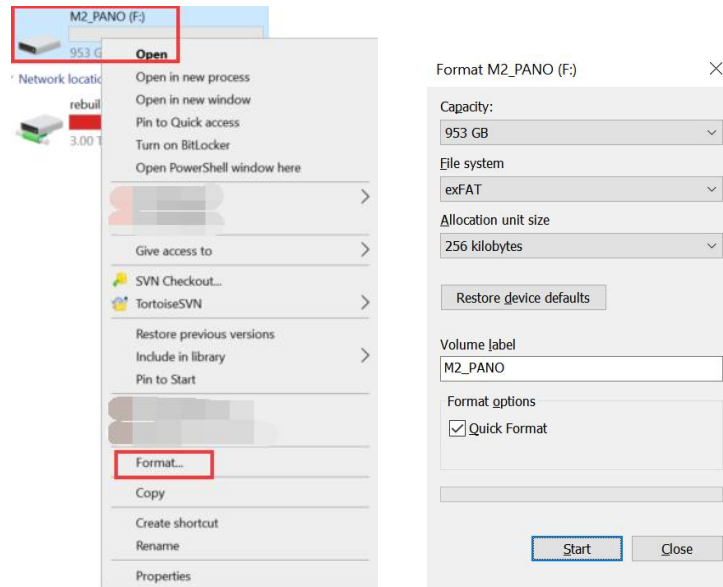 M2_PANO (F:)
953 G
Network locatio
rebuil
3.00 T
Open
Open in new process
Open in new window
Pin to Quick access
Turn on BitLocker
Open PowerShell window here
Give access to
SVN Checkout...
TortoiseSVN
Restore previous versions
Include in library
Pin to Start
Format...
Copy
Create shortcut
Rename
Properties
Format M2_PANO (F:)
Capacity:
953 GB
File system
exFAT
Allocation unit size
256 kilobytes
Restore device defaults
Volume label
M2_PANO
Format options
Quick Format
Start
Close